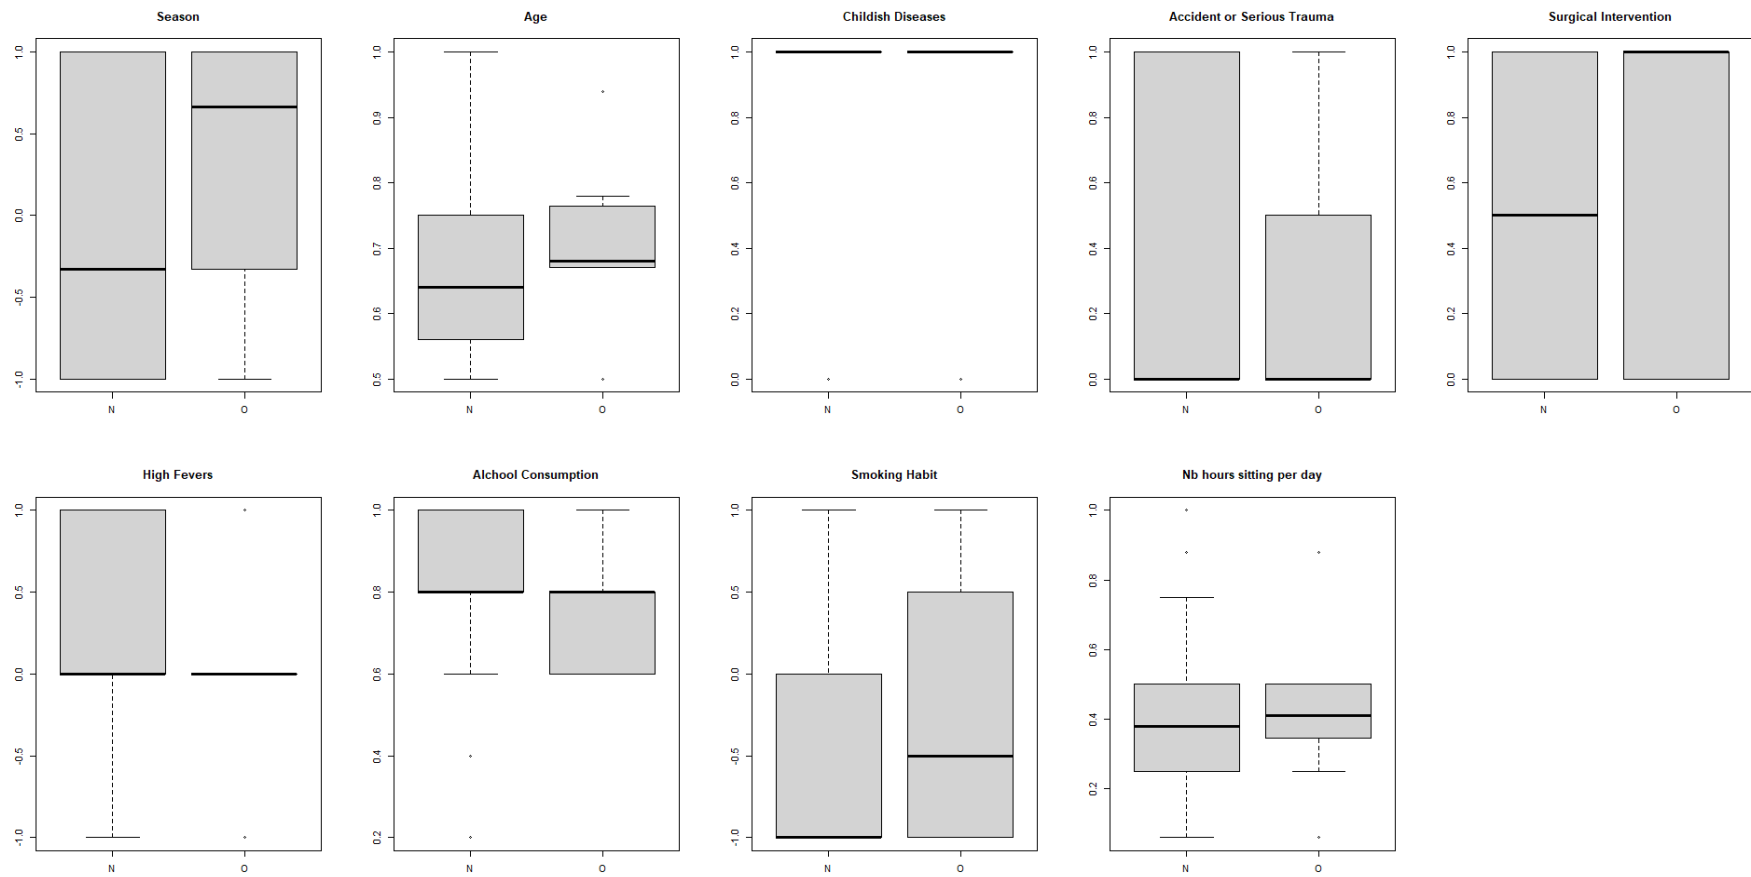 Season
1.0
0.5
0.0
-0.5
-1.0
N O
Age
1.0
0.9
0.8
0.7
0.6
0.5
N O
Childish Diseases
1.0
0.8
0.6
0.4
0.2
0.0
N O
Accident or Serious Trauma
1.0
0.8
0.6
0.4
0.2
0.0
N O
Surgical Intervention
1.0
0.8
0.6
0.4
0.2
0.0
N O
High Fevers
1.0
0.5
0.0
-0.5
-1.0
N O
Alchool Consumption
1.0
0.8
0.6
0.4
0.2
N O
Smoking Habit
1.0
0.5
0.0
-0.5
-1.0
N O
Nb hours sitting per day
1.0
0.8
0.6
0.4
0.2
N O